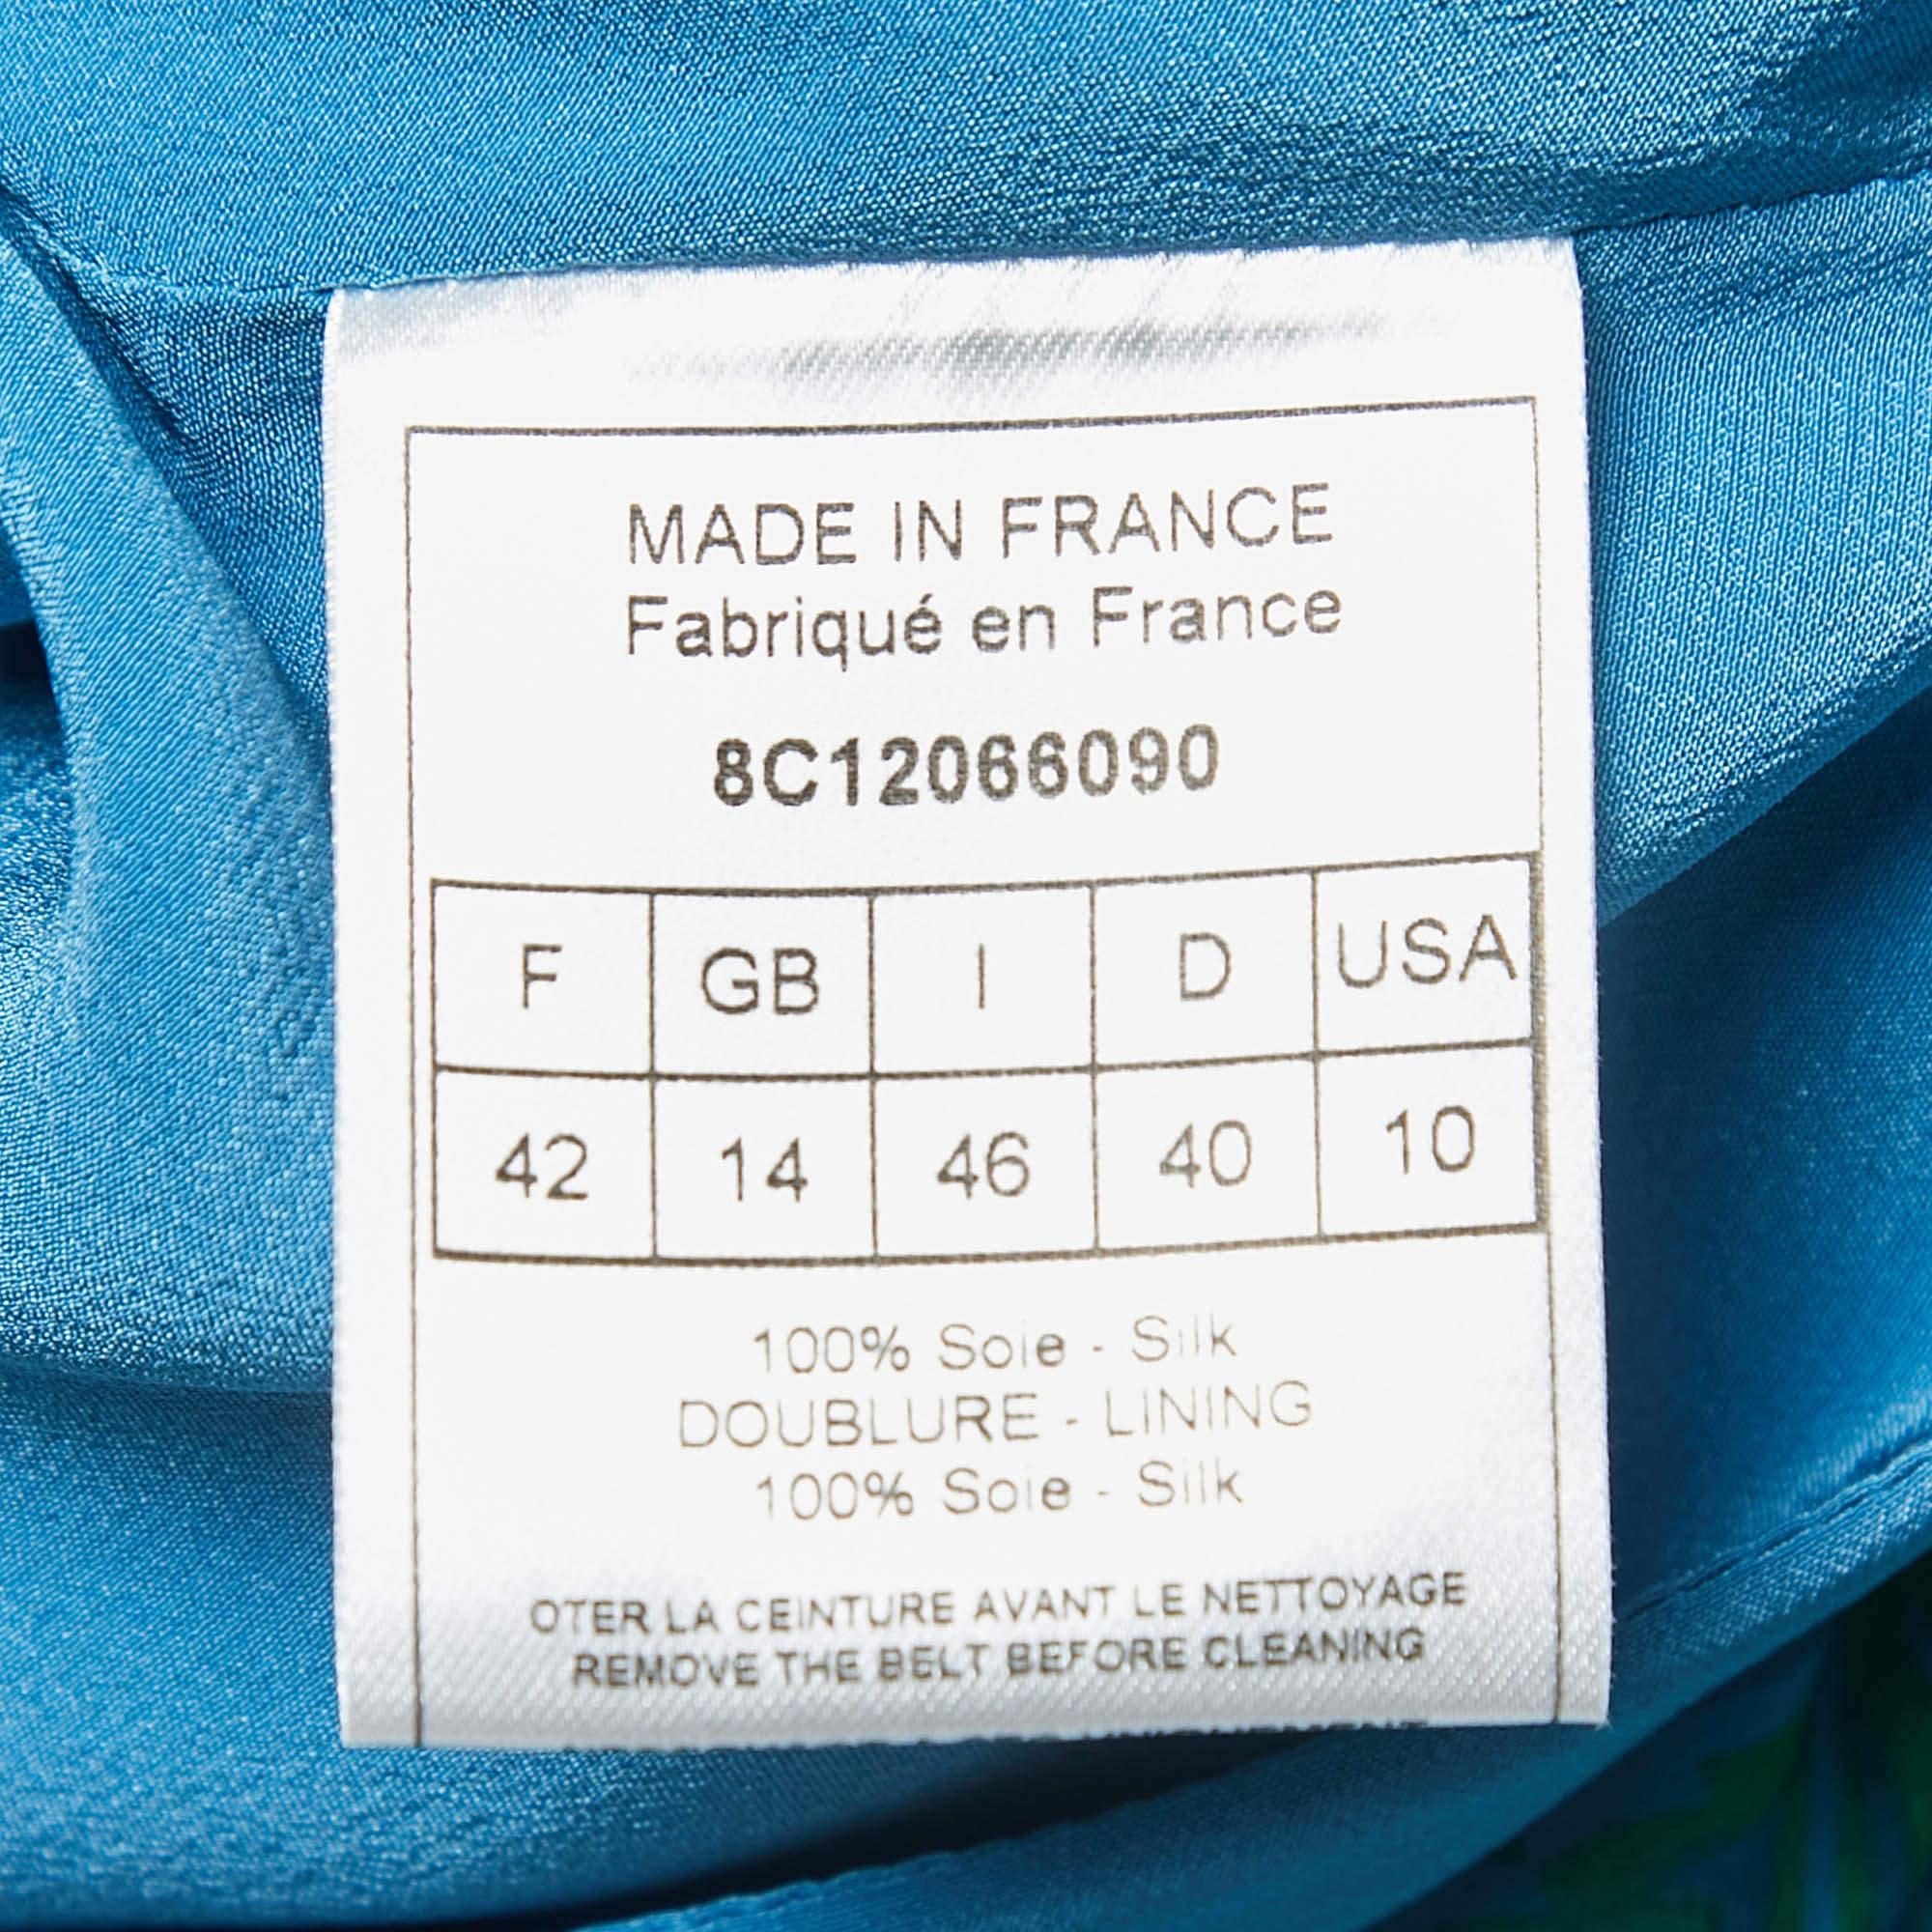 MADE IN FRANCE
Fabriqué en France
8C12066090
F GB I D USA
42 14 46 40 10
100% Soie - Silk
DOUBLURE - LINING
100% Soie - Silk
OTER LA CEINTURE AVANT LE NETTOYAGE
REMOVE THE BELT BEFORE CLEANING